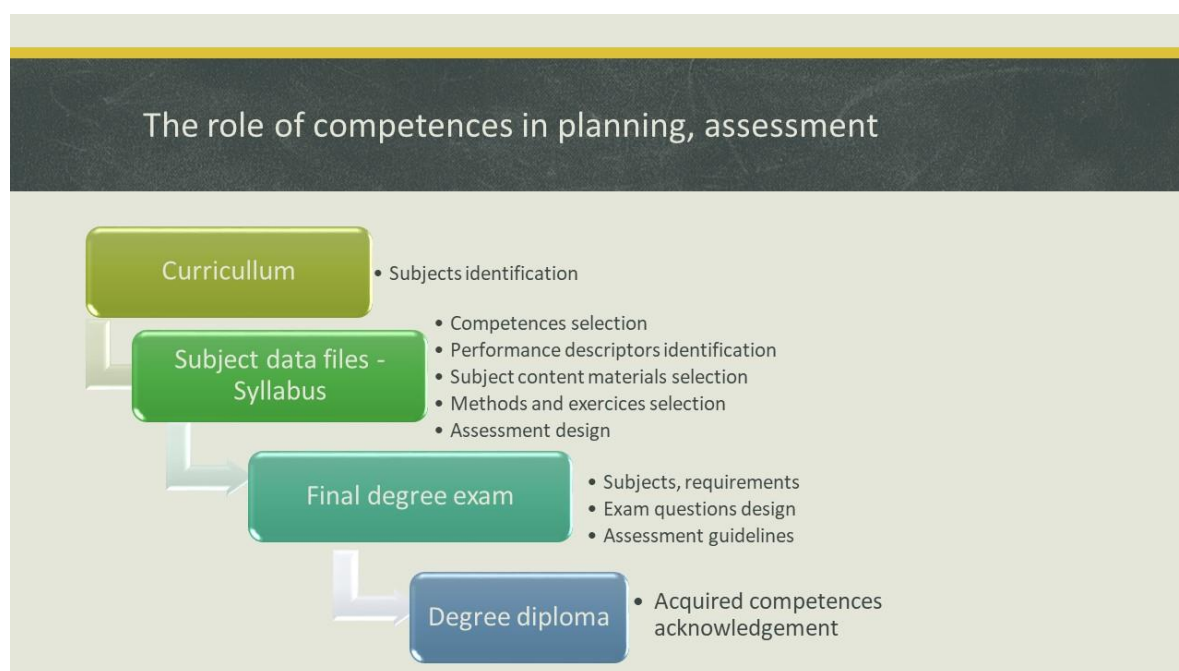 The role of competences in planning, assessment
Curricullum
• Subjects identification
Subject data files -
Syllabus
• Competences selection
• Performance descriptors identification
• Subject content materials selection
• Methods and exercices selection
• Assessment design
Final degree exam
• Subjects, requirements
• Exam questions design
• Assessment guidelines
Degree diploma
• Acquired competences
acknowledgement